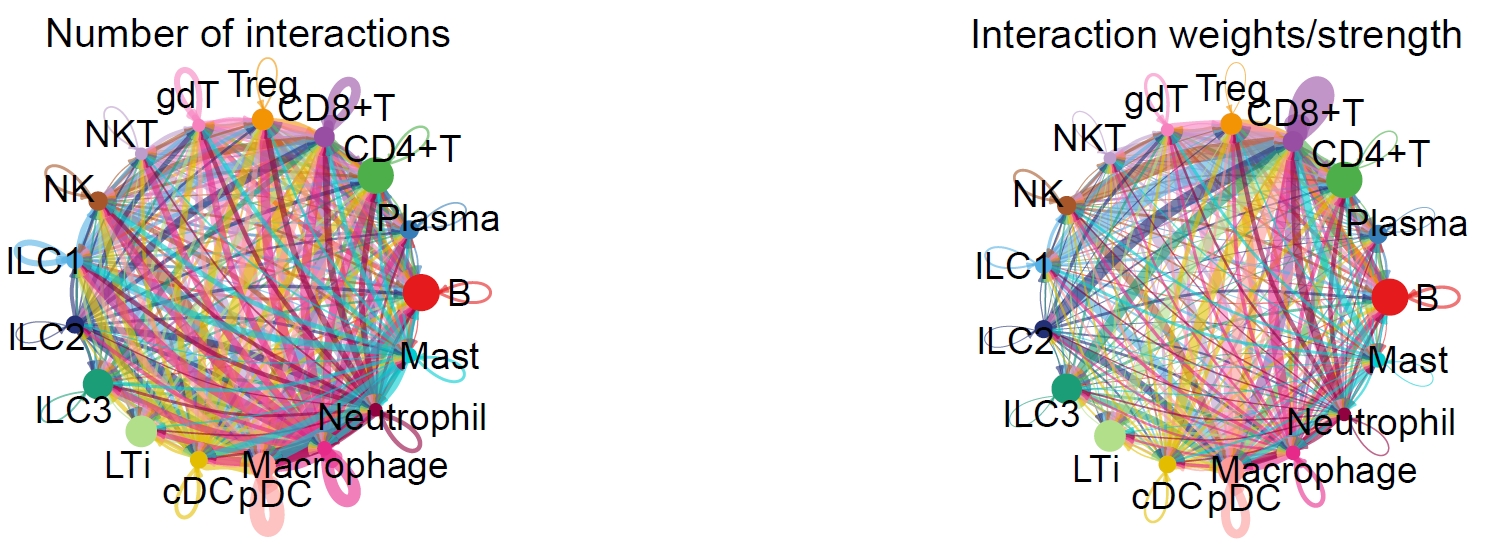 Number of interactions
Treg
gdT
CD8+T
NKT
CD4+T
NK
Plasma
ILC1
B
ILC2
Mast
ILC3
Neutrophil
LTi
Macrophage
cDC
pDC
Interaction weights/strength
Treg
gdT
CD8+T
NKT
CD4+T
NK
Plasma
ILC1
B
ILC2
Mast
ILC3
Neutrophil
LTi
Macrophage
cDC
pDC